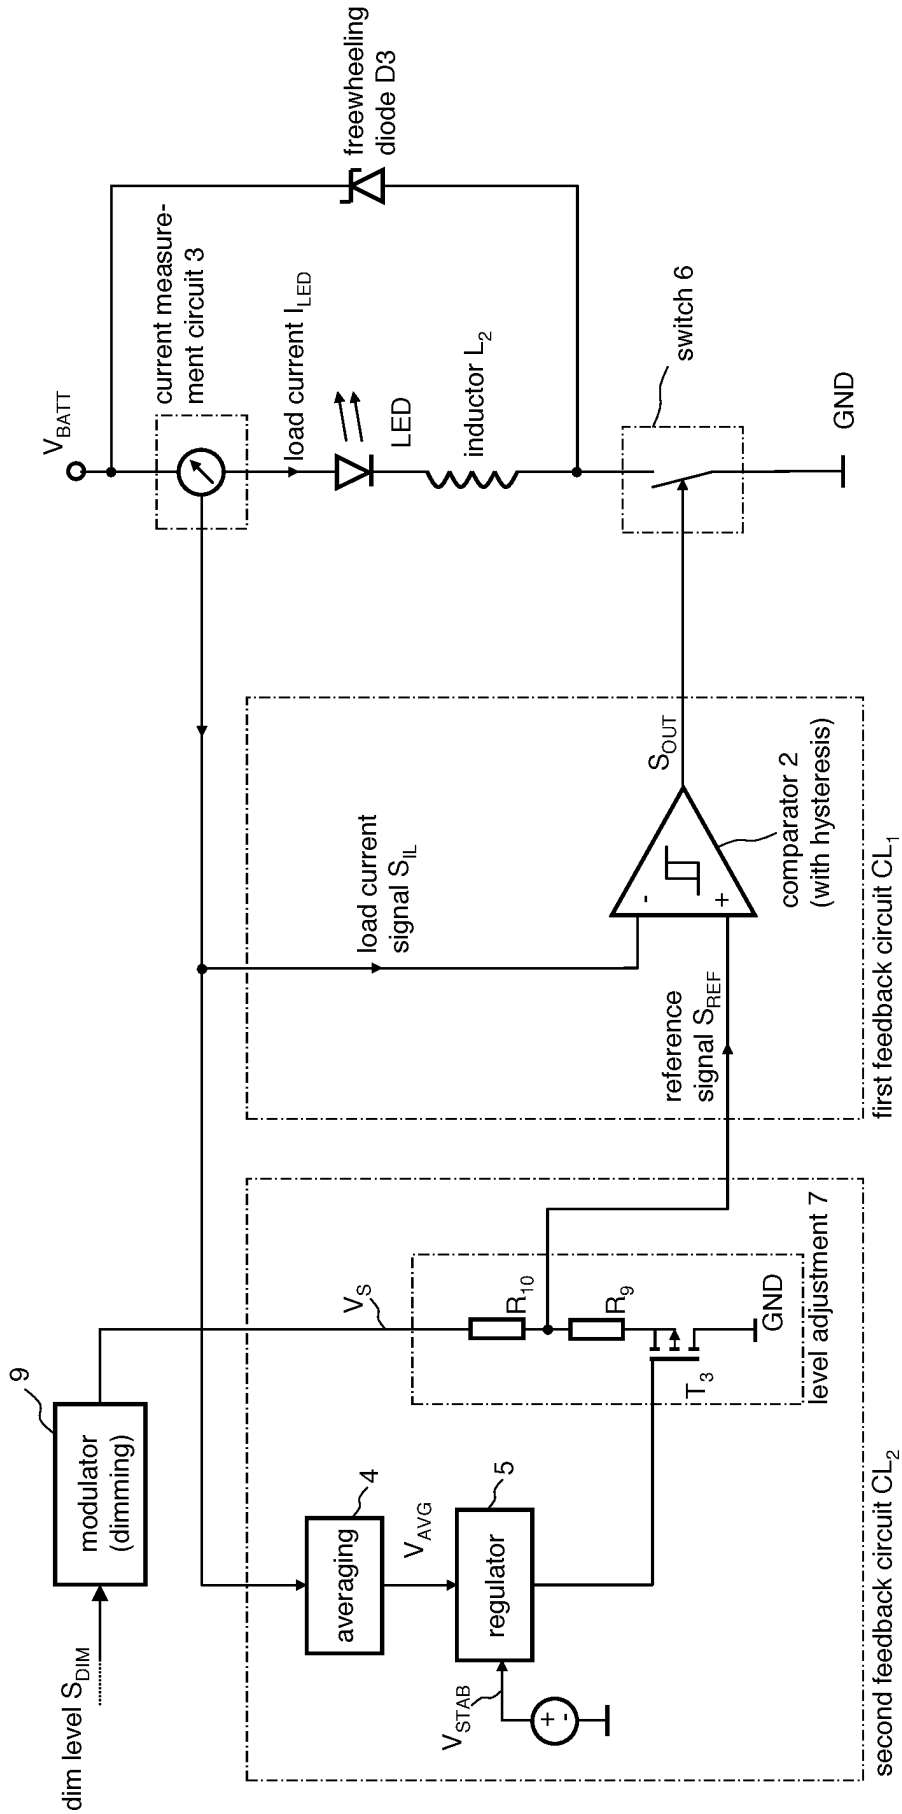 dim level S_DIM
modulator
(dimming)
9
V_S
averaging
4
V_AVG
regulator
5
V_STAB
+
-
R_10
R_9
T_3
GND
level adjustment 7
second feedback circuit CL_2
load current
signal S_IL
reference
signal S_REF
-
+
S_OUT
comparator 2
(with hysteresis)
first feedback circuit CL_1
V_BATT
current measure-
ment circuit 3
load current I_LED
LED
inductor L_2
switch 6
GND
freewheeling
diode D3